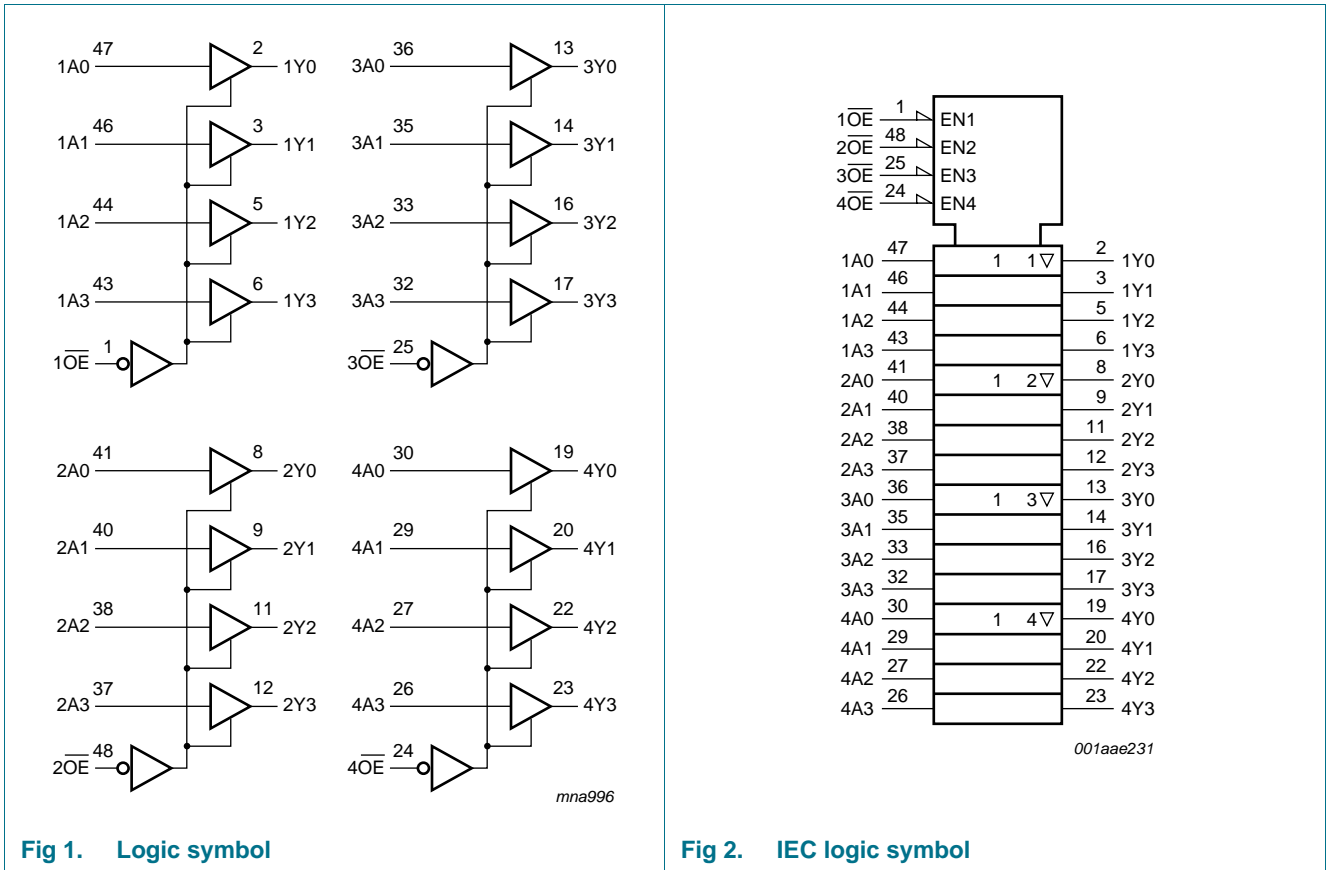 47 2 36 13
1A0 1Y0 3A0 3Y0
46 3 35 14
1A1 1Y1 3A1 3Y1
44 5 33 16
1A2 1Y2 3A2 3Y2
43 6 32 17
1A3 1Y3 3A3 3Y3
1OE 1 3OE 25
41 8 30 19
2A0 2Y0 4A0 4Y0
40 9 29 20
2A1 2Y1 4A1 4Y1
38 11 27 22
2A2 2Y2 4A2 4Y2
37 12 26 23
2A3 2Y3 4A3 4Y3
2OE 48 4OE 24
mna996
Fig 1. Logic symbol
1OE 1 EN1
2OE 48 EN2
3OE 25 EN3
4OE 24 EN4
1A0 47 1 1▽ 2 1Y0
1A1 46 3 1Y1
1A2 44 5 1Y2
1A3 43 6 1Y3
2A0 41 1 2▽ 8 2Y0
2A1 40 9 2Y1
2A2 38 11 2Y2
2A3 37 12 2Y3
3A0 36 1 3▽ 13 3Y0
3A1 35 14 3Y1
3A2 33 16 3Y2
3A3 32 17 3Y3
4A0 30 1 4▽ 19 4Y0
4A1 29 20 4Y1
4A2 27 22 4Y2
4A3 26 23 4Y3
001aae231
Fig 2. IEC logic symbol